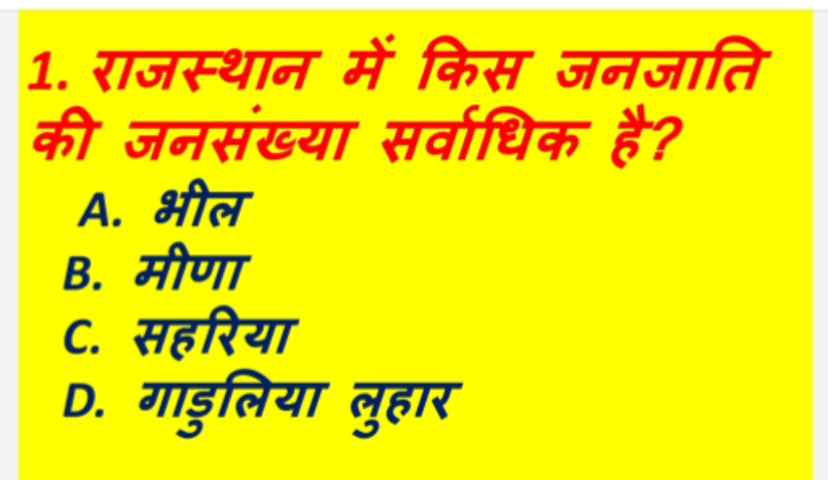 1. राजस्थान में किस जनजाति
की जनसंख्या सर्वाधिक है?
A. भील
B. मीणा
C. सहरिया
D. गाडुलिया लुहार